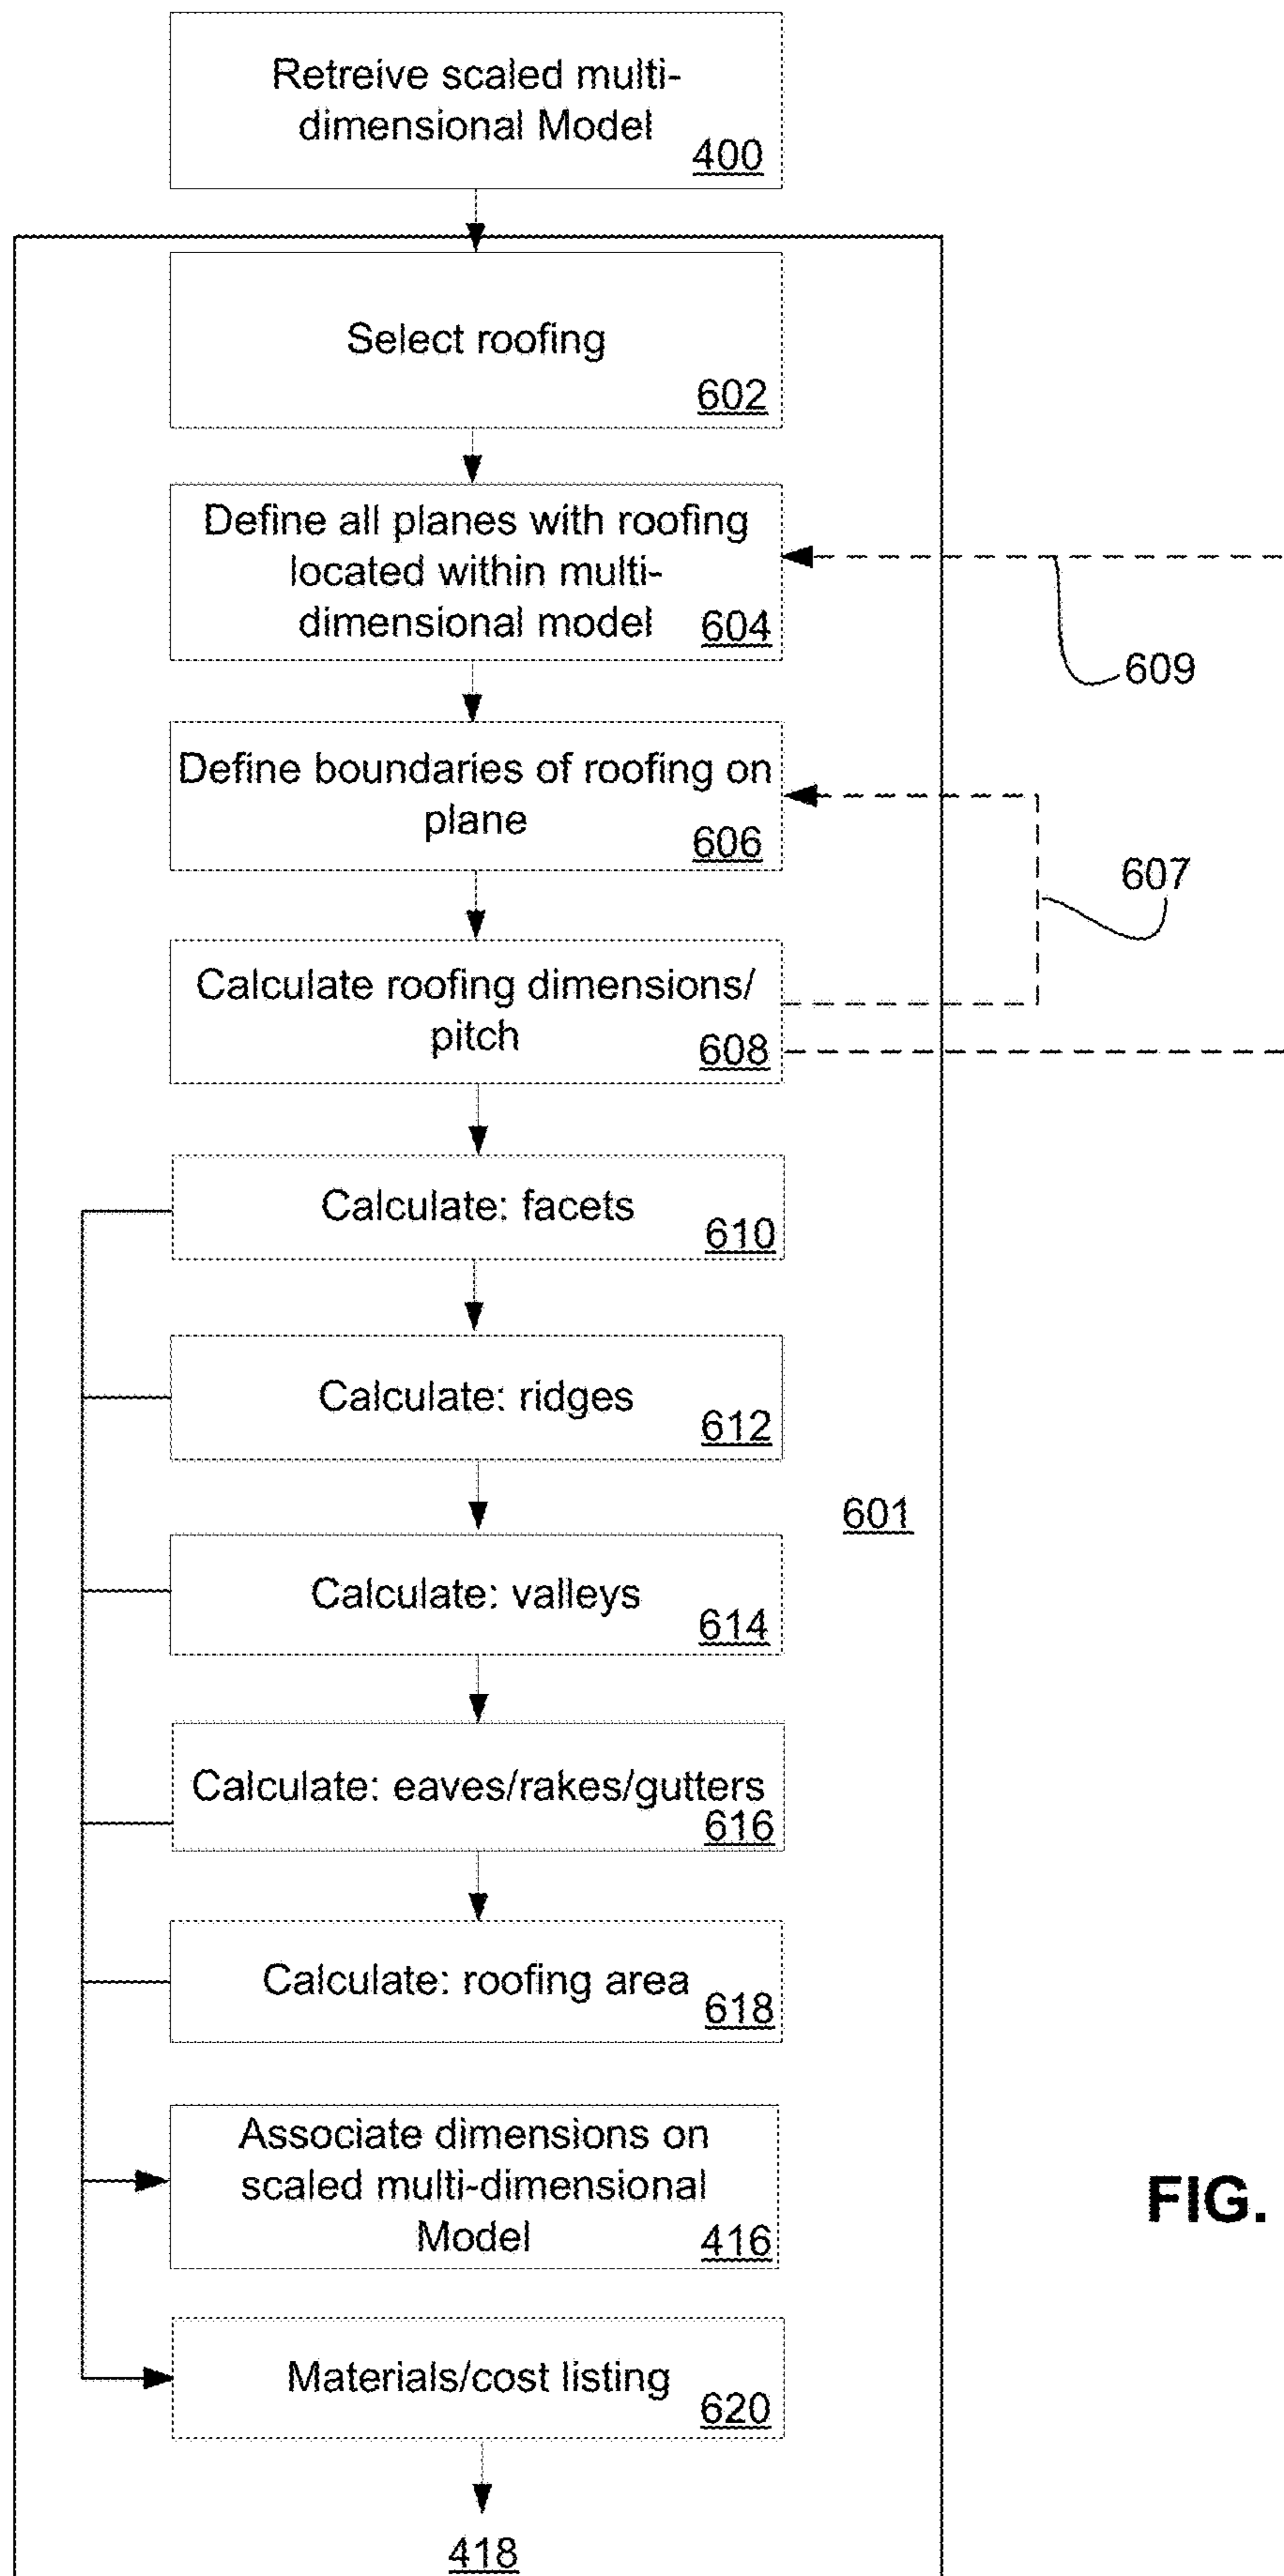 Retreive scaled multi-
dimensional Model
400
Select roofing
602
Define all planes with roofing
located within multi-
dimensional model
604
609
Define boundaries of roofing on
plane
606
607
Calculate roofing dimensions/
pitch
608
Calculate: facets
610
Calculate: ridges
612
601
Calculate: valleys
614
Calculate: eaves/rakes/gutters
616
Calculate: roofing area
618
Associate dimensions on
scaled multi-dimensional
Model
416
FIG.
Materials/cost listing
620
418